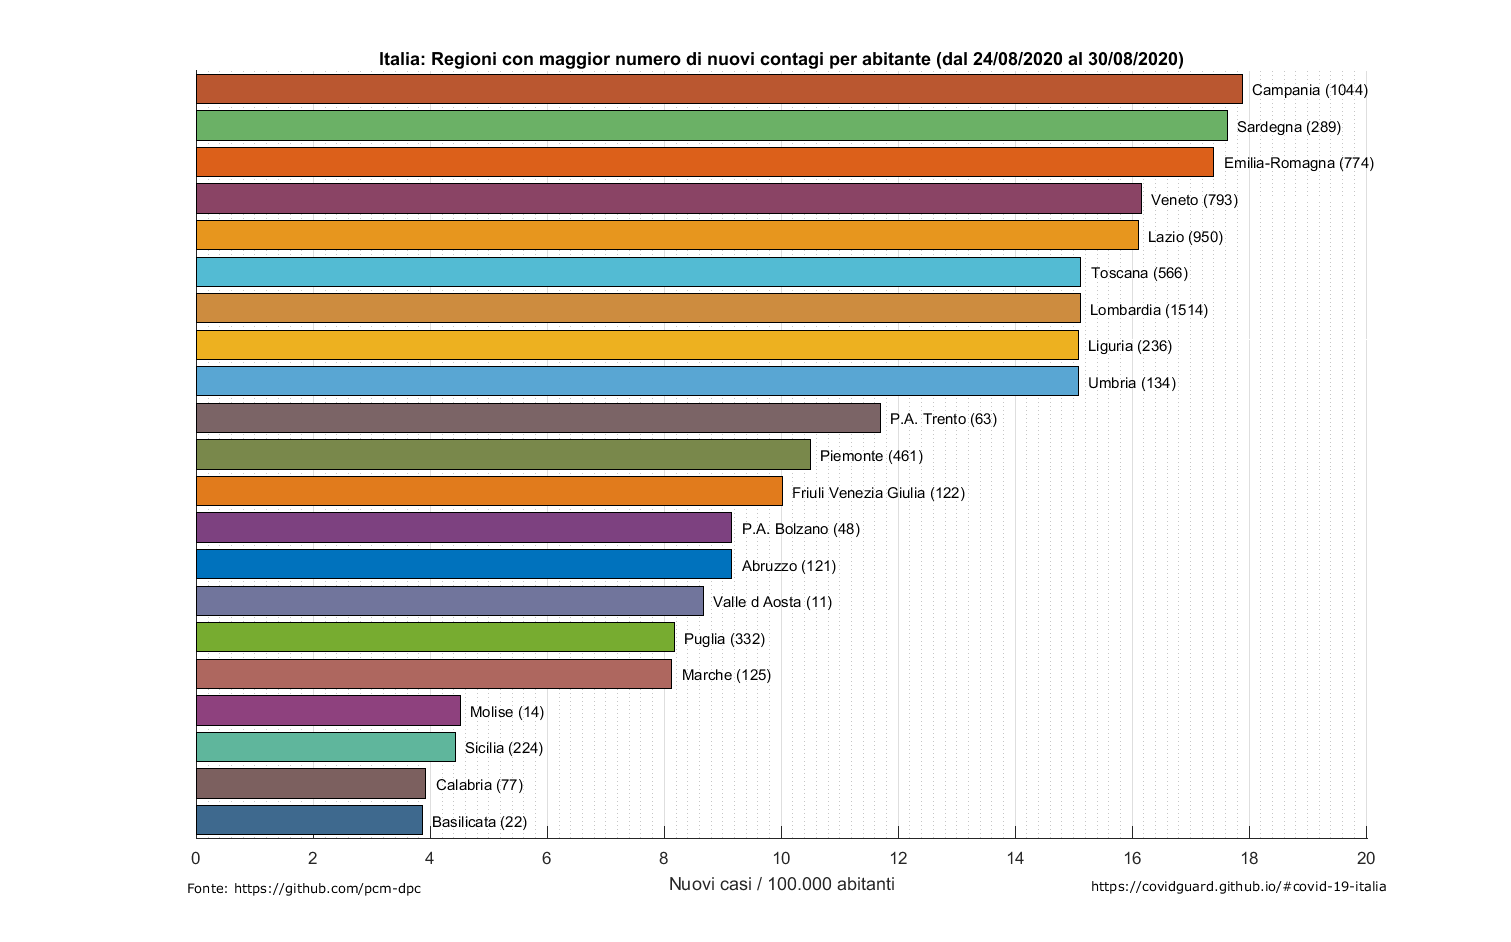 Italia: Regioni con maggior numero di nuovi contagi per abitante (dal 24/08/2020 al 30/08/2020)
Campania (1044)
Sardegna (289)
Emilia-Romagna (774)
Veneto (793)
Lazio (950)
Toscana (566)
Lombardia (1514)
Liguria (236)
Umbria (134)
P.A. Trento (63)
Piemonte (461)
Friuli Venezia Giulia (122)
P.A. Bolzano (48)
Abruzzo (121)
Valle d Aosta (11)
Puglia (332)
Marche (125)
Molise (14)
Sicilia (224)
Calabria (77)
Basilicata (22)
0 2 4 6 8 10 12 14 16 18 20
Nuovi casi / 100.000 abitanti
Fonte: https://github.com/pcm-dpc
https://covidguard.github.io/#covid-19-italia